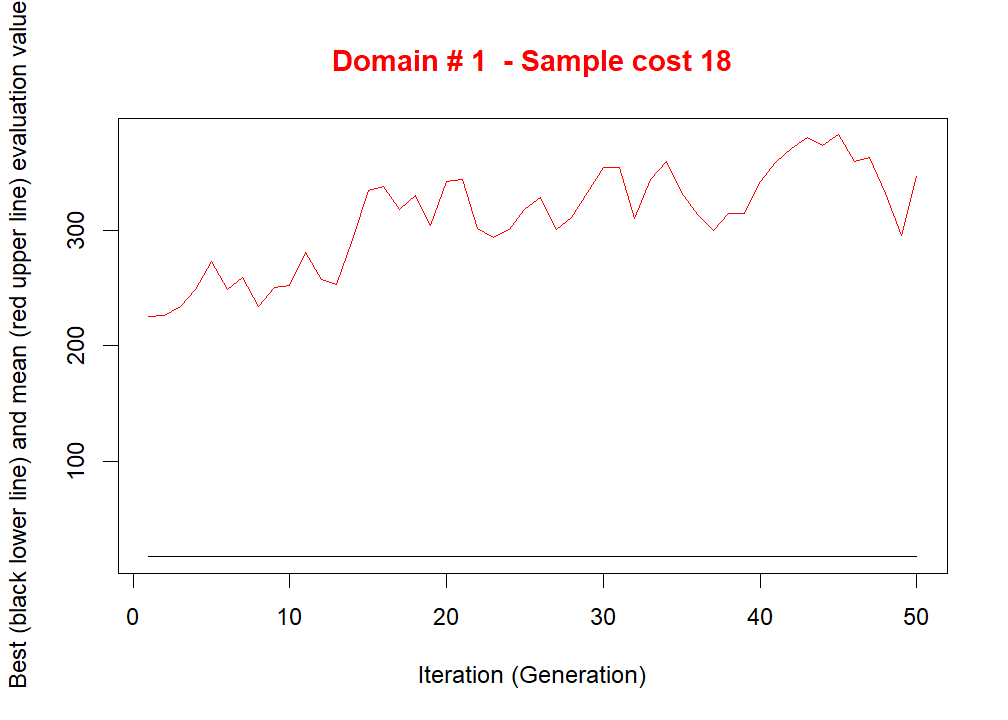 Domain # 1  - Sample cost 18
Best (black lower line) and mean (red upper line) evaluation value
300
200
100
0 10 20 30 40 50
Iteration (Generation)